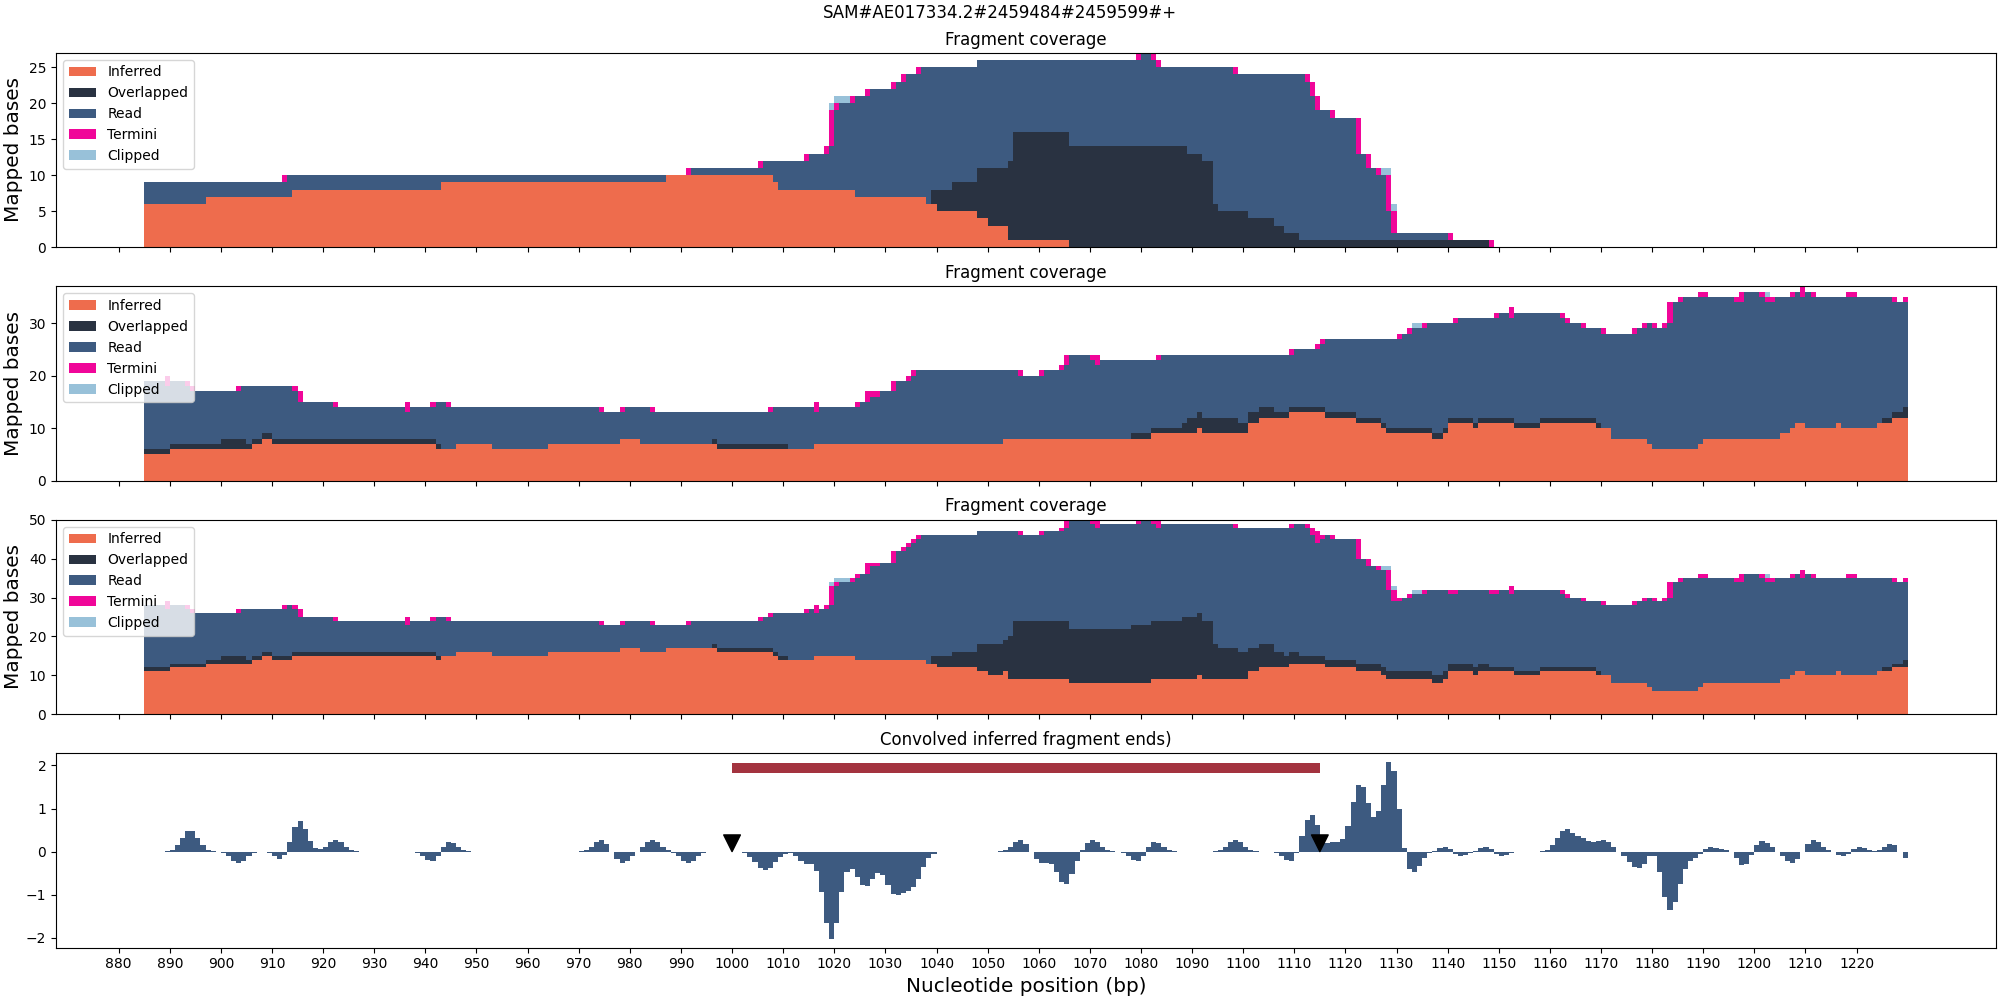 SAM#AE017334.2#2459484#2459599#+
Fragment coverage
Mapped bases
25
20
15
10
5
0
Inferred
Overlapped
Read
Termini
Clipped
Fragment coverage
Mapped bases
30
20
10
0
Inferred
Overlapped
Read
Termini
Clipped
Fragment coverage
Mapped bases
50
40
30
20
10
0
Inferred
Overlapped
Read
Termini
Clipped
Convolved inferred fragment ends)
2
1
0
−1
−2
880 890 900 910 920 930 940 950 960 970 980 990 1000 1010 1020 1030 1040 1050 1060 1070 1080 1090 1100 1110 1120 1130 1140 1150 1160 1170 1180 1190 1200 1210 1220
Nucleotide position (bp)